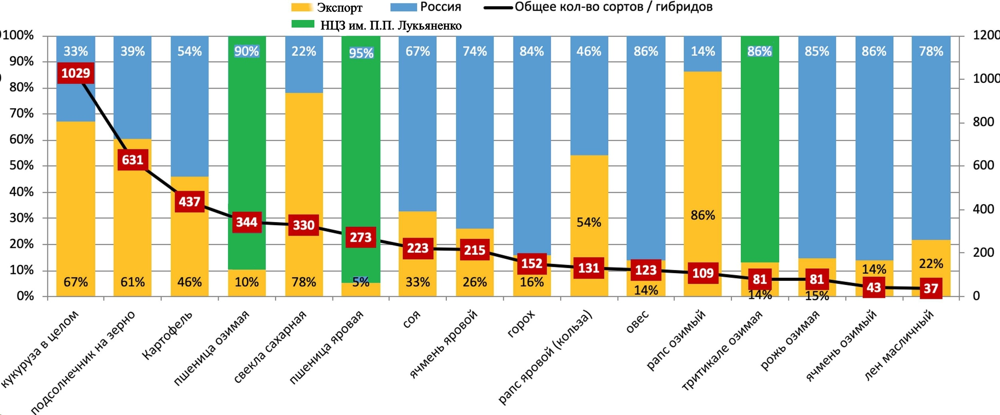 Экспорт Россия Общее кол-во сортов / гибридов
НЦЗ им. П.П. Лукьяненко
100% 1200
33% 39% 54% 90% 22% 95% 67% 74% 84% 46% 86% 14% 86% 85% 86% 78%
90%
1029
80% 1000
70%
800
60%
631
50% 600
40%
437
400
30%
344 330 273 223 215 152 131 123 109 81 81 43 37
54% 86%
20%
200
10%
67% 61% 46% 10% 78% 5% 33% 26% 16% 14% 14% 15% 14% 22%
0% 0
кукуруза в целом
подсолнечник на зерно
Картофель
пшеница озимая
свекла сахарная
пшеница яровая
соя
ячмень яровой
горох
рапс яровой (кользa)
овес
рапс озимый
тритикале озимая
рожь озимая
ячмень озимый
лен масличный